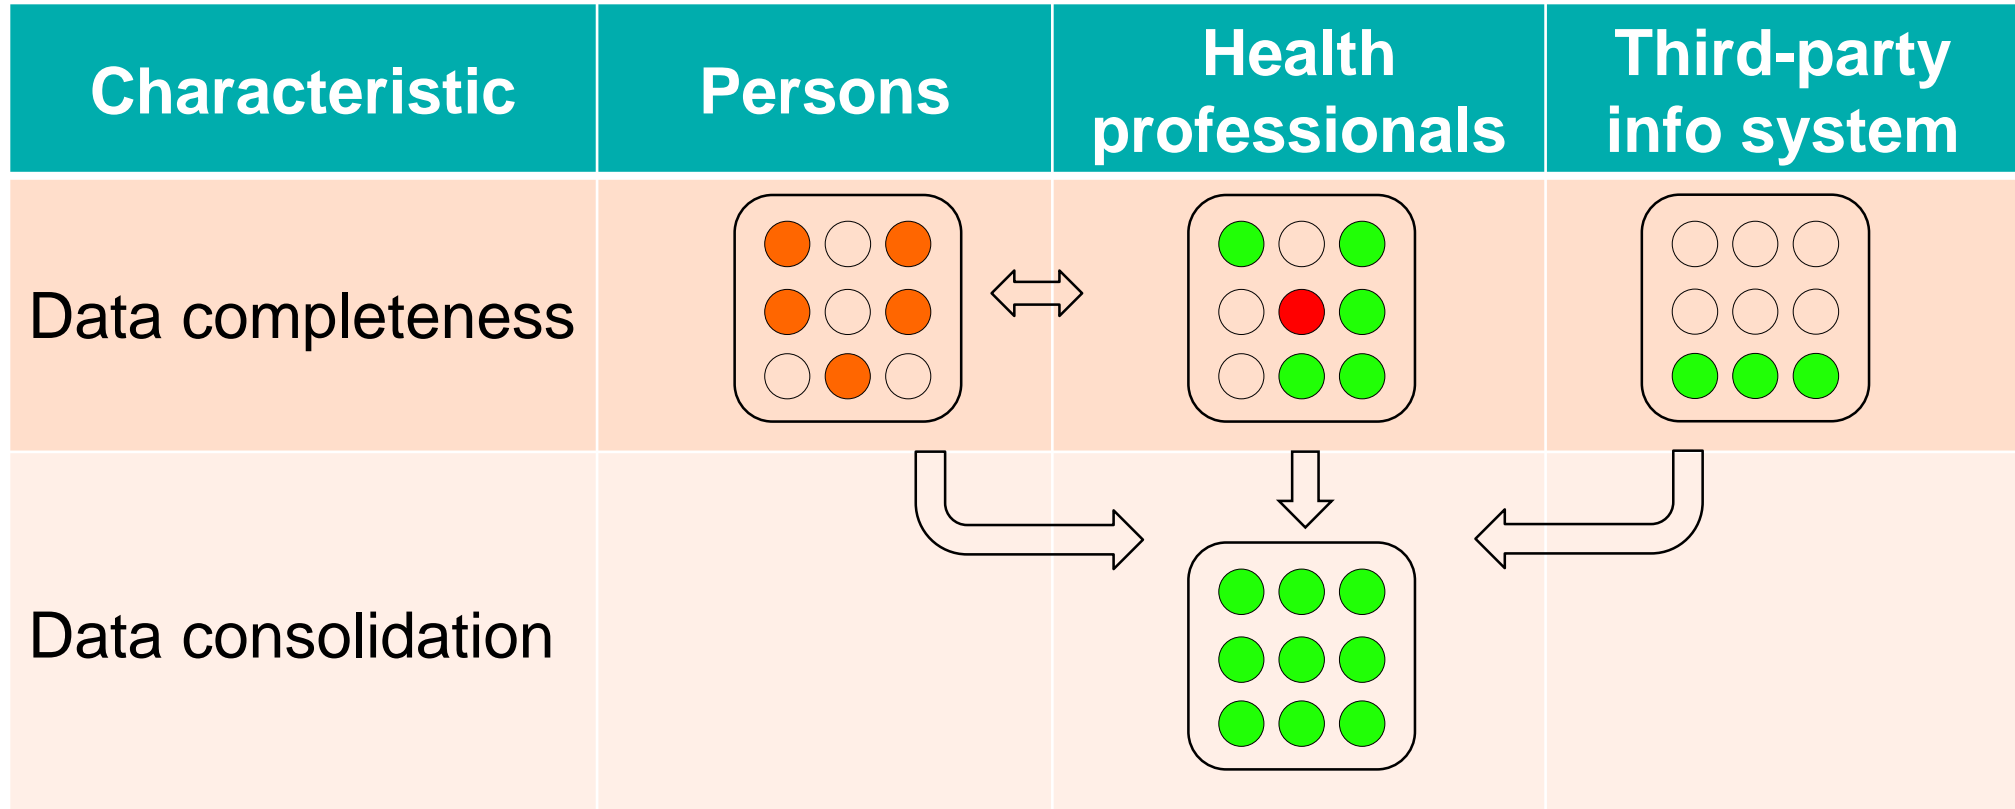 Characteristic
Persons
Health
professionals
Third-party
info system
Data completeness
Data consolidation